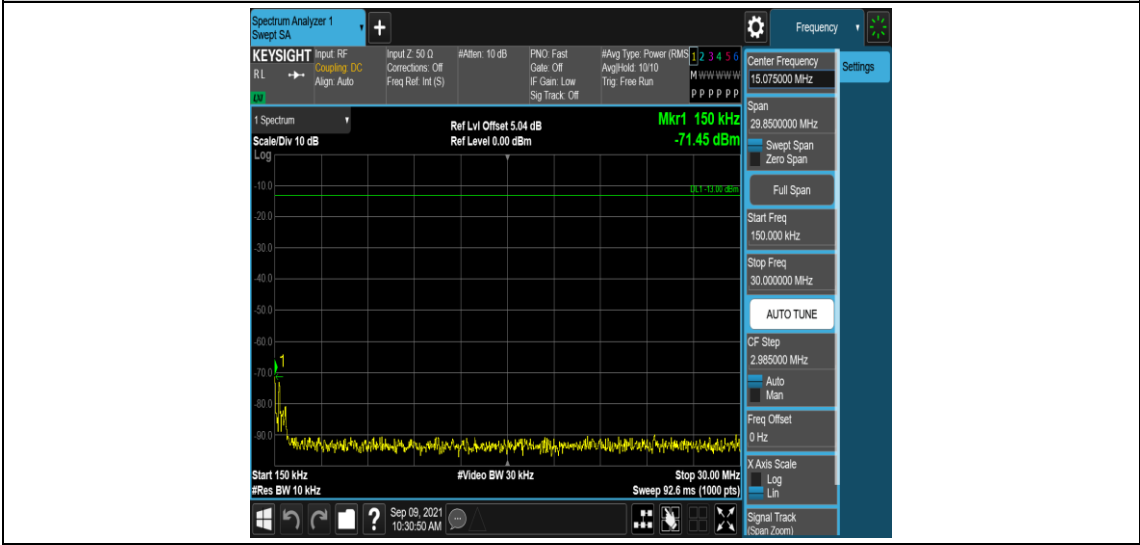 Spectrum Analyzer 1
Swept SA
+
Frequency
KEYSIGHT
RL
LNI
Input: RF
Coupling: DC
Align: Auto
Input Z: 50 Ω
Corrections: Off
Freq Ref: Int (S)
#Atten: 10 dB
PNO: Fast
Gate: Off
IF Gain: Low
Sig Track: Off
#Avg Type: Power (RMS
Avg|Hold: 10/10
Trig: Free Run
1 2 3 4 5 6
M W W W W W
P P P P P P
Settings
1 Spectrum
Scale/Div 10 dB
Log
Ref Lvl Offset 5.04 dB
Ref Level 0.00 dBm
Mkr1 150 kHz
-71.45 dBm
DL1 -13.00 dBm
-10.0
-20.0
-30.0
-40.0
-50.0
-60.0
-70.0
-80.0
-90.0
1
Start 150 kHz
#Res BW 10 kHz
#Video BW 30 kHz
Stop 30.00 MHz
Sweep 92.6 ms (1000 pts)
Center Frequency
15.075000 MHz
Span
29.8500000 MHz
Swept Span
Zero Span
Full Span
Start Freq
150.000 kHz
Stop Freq
30.000000 MHz
AUTO TUNE
CF Step
2.985000 MHz
Auto
Man
Freq Offset
0 Hz
X Axis Scale
Log
Lin
Signal Track
(Span Zoom)
?
Sep 09, 2021
10:30:50 AM